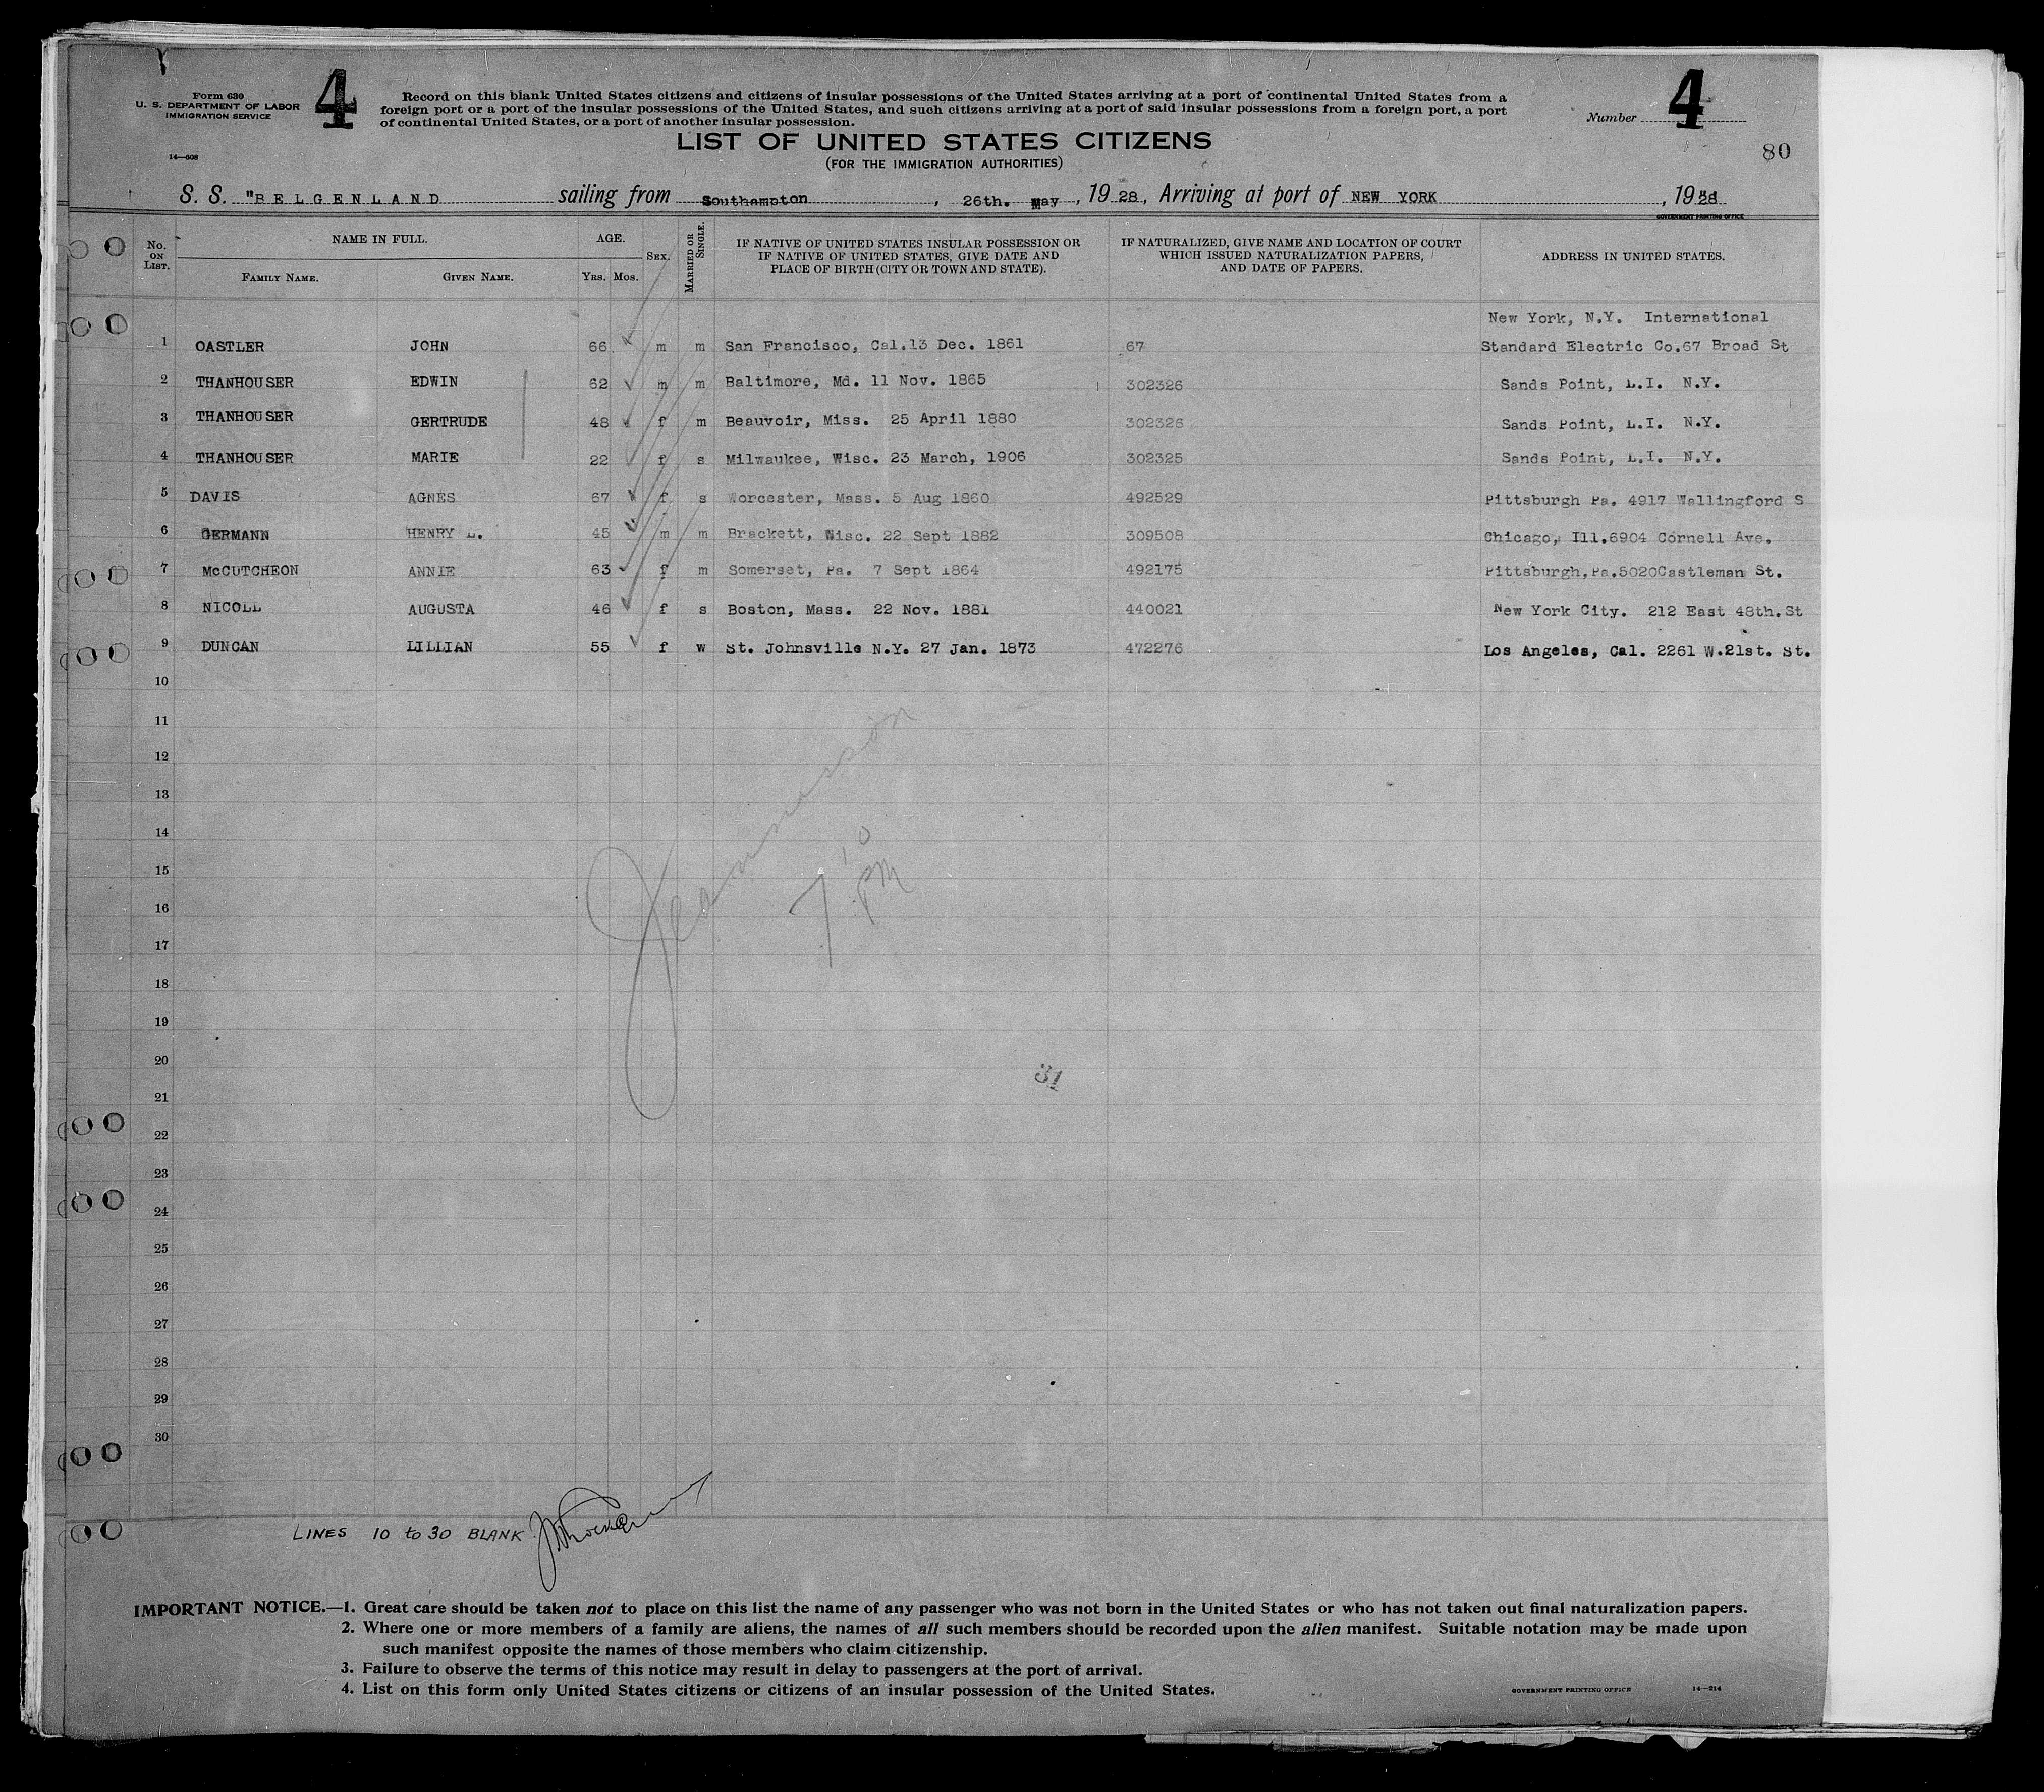 Form 630
U. S. DEPARTMENT OF LABOR
IMMIGRATION SERVICE
14—608
4
Record on this blank United States citizens and citizens of insular possessions of the United States arriving at a port of continental United States from a
foreign port or a port of the insular possessions of the United States, and such citizens arriving at a port of said insular possessions from a foreign port, a port
of continental United States, or a port of another insular possession.
Number 4
80
LIST OF UNITED STATES CITIZENS
(FOR THE IMMIGRATION AUTHORITIES)
S. S. "BELGENLAND sailing from Southampton, 26th. May, 1928, Arriving at port of NEW YORK, 1928
GOVERNMENT PRINTING OFFICE
No. ON LIST. NAME IN FULL. FAMILY NAME. GIVEN NAME. AGE. YRS. MOS. SEX. MARRIED OR SINGLE. IF NATIVE OF UNITED STATES INSULAR POSSESSION OR IF NATIVE OF UNITED STATES, GIVE DATE AND PLACE OF BIRTH (CITY OR TOWN AND STATE). IF NATURALIZED, GIVE NAME AND LOCATION OF COURT WHICH ISSUED NATURALIZATION PAPERS, AND DATE OF PAPERS. ADDRESS IN UNITED STATES.
New York, N.Y. International
1 OASTLER JOHN 66 m m San Francisco, Cal.13 Dec. 1861 67 Standard Electric Co.67 Broad St
2 THANHOUSER EDWIN 62 m m Baltimore, Md. 11 Nov. 1865 302326 Sands Point, L.I. N.Y.
3 THANHOUSER GERTRUDE 48 f m Beauvoir, Miss. 25 April 1880 302326 Sands Point, L.I. N.Y.
4 THANHOUSER MARIE 22 f s Milwaukee, Wisc. 23 March, 1906 302325 Sands Point, L.I. N.Y.
5 DAVIS AGNES 67 f s Worcester, Mass. 5 Aug 1860 492529 Pittsburgh Pa. 4917 Wallingford S
6 GERMANN HENRY L. 45 m m Brackett, Wisc. 22 Sept 1882 309508 Chicago, Ill.6904 Cornell Ave.
7 McCUTCHEON ANNIE 63 f m Somerset, Pa. 7 Sept 1864 492175 Pittsburgh,Pa.5020Castleman St.
8 NICOLL AUGUSTA 46 f s Boston, Mass. 22 Nov. 1881 440021 New York City. 212 East 48th.St
9 DUNCAN LILLIAN 55 f w St. Johnsville N.Y. 27 Jan. 1873 472276 Los Angeles, Cal. 2261 W.21st. St.
10
11
12
13
14
15
16
17
18
19
20
21
22
23
24
25
26
27
28
29
30
7 10 PM
31
LINES 10 to 30 BLANK
IMPORTANT NOTICE.—1. Great care should be taken not to place on this list the name of any passenger who was not born in the United States or who has not taken out final naturalization papers.
2. Where one or more members of a family are aliens, the names of all such members should be recorded upon the alien manifest. Suitable notation may be made upon
such manifest opposite the names of those members who claim citizenship.
3. Failure to observe the terms of this notice may result in delay to passengers at the port of arrival.
4. List on this form only United States citizens or citizens of an insular possession of the United States.
GOVERNMENT PRINTING OFFICE 14—214